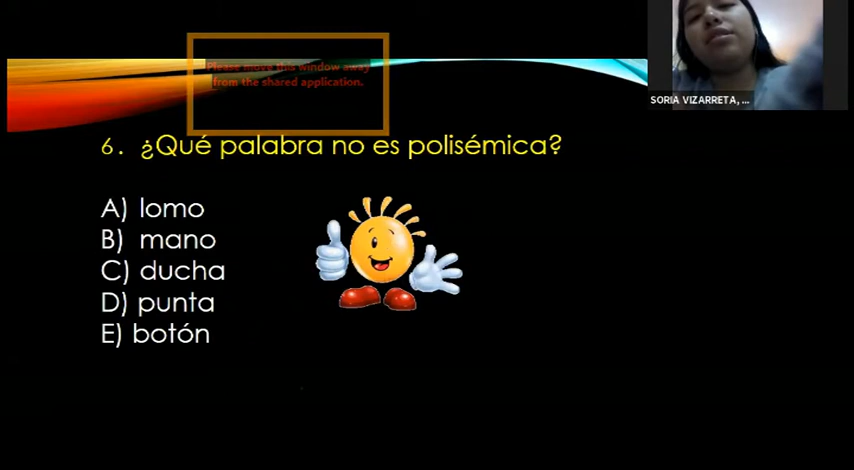 Please move this window away
from the shared application.
SORIA VIZARRETA, ...
6. ¿Qué palabra no es polisémica?
A) lomo
B) mano
C) ducha
D) punta
E) botón